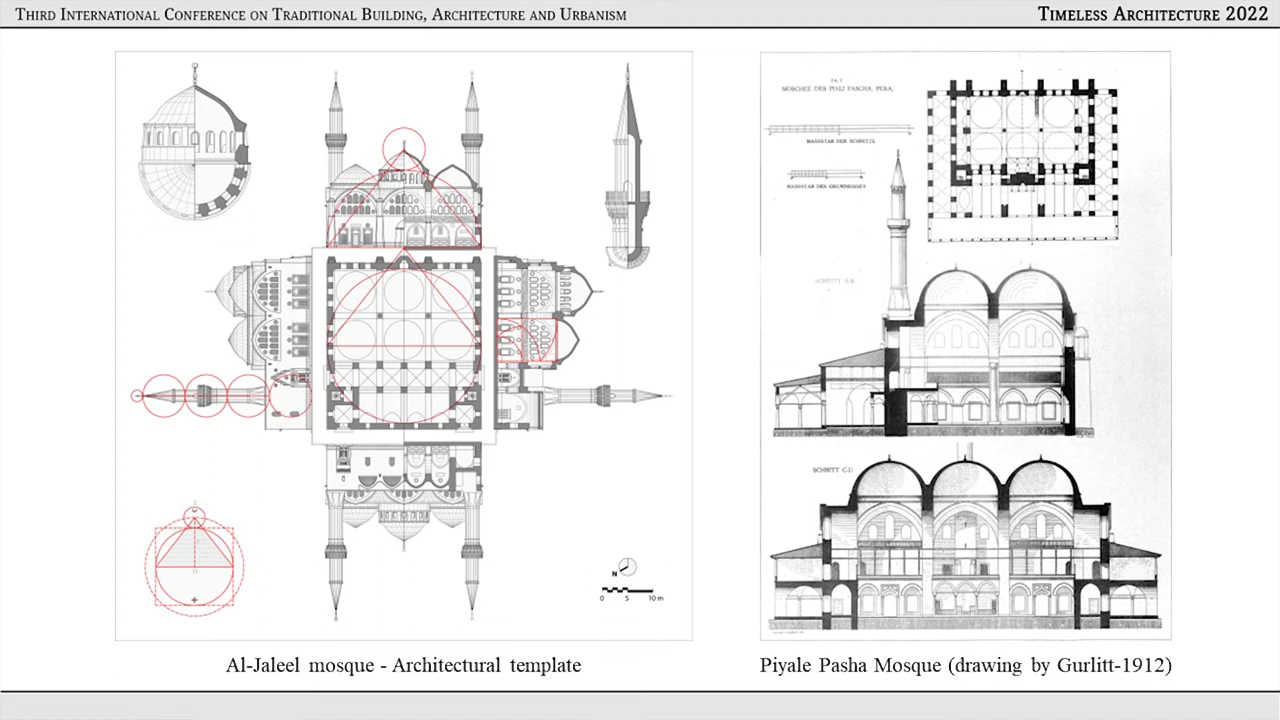 Third International Conference on Traditional Building, Architecture and Urbanism
Timeless Architecture 2022
N
0 5 10 m
MOSCHEE DES PIALI PASCHA, PERA,
MASSSTAB DER SCHNITTE
MASSSTAB DES GRUNDRISSES
SCHNITT A.B
SCHNITT C.D
Al-Jaleel mosque - Architectural template
Piyale Pasha Mosque (drawing by Gurlitt-1912)